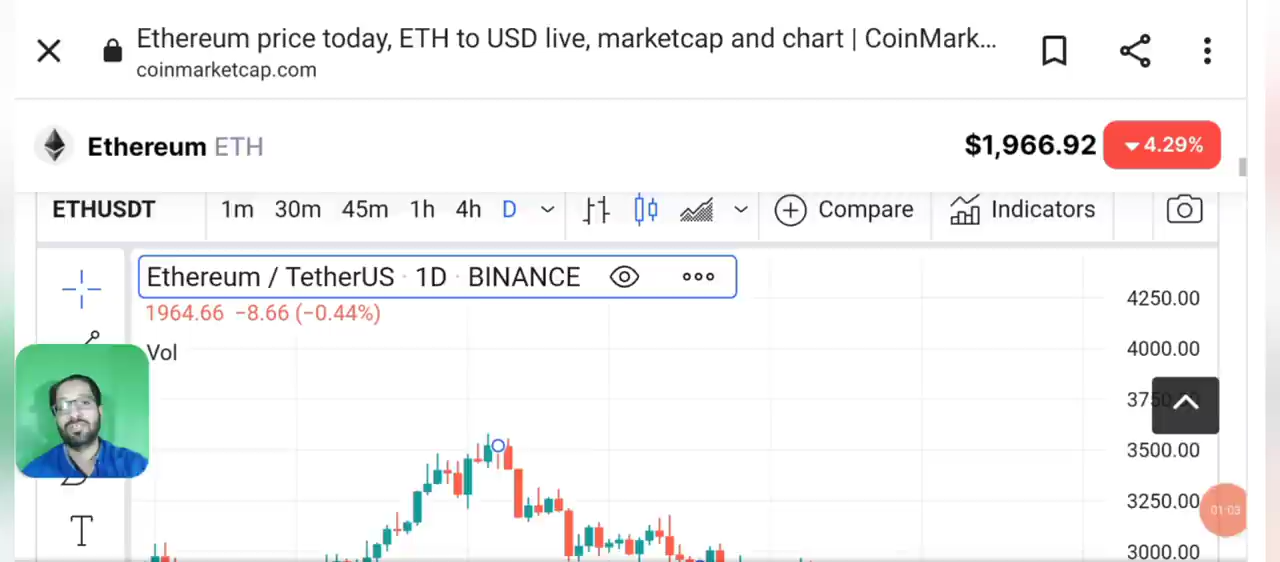 Ethereum price today, ETH to USD live, marketcap and chart | CoinMark...
coinmarketcap.com
Ethereum ETH
$1,966.92 ▼ 4.29%
ETHUSDT 1m 30m 45m 1h 4h D Compare Indicators
Ethereum / TetherUS · 1D · BINANCE
1964.66 −8.66 (−0.44%)
Vol
4250.00
4000.00
3500.00
3250.00
01:03
T
3000.00